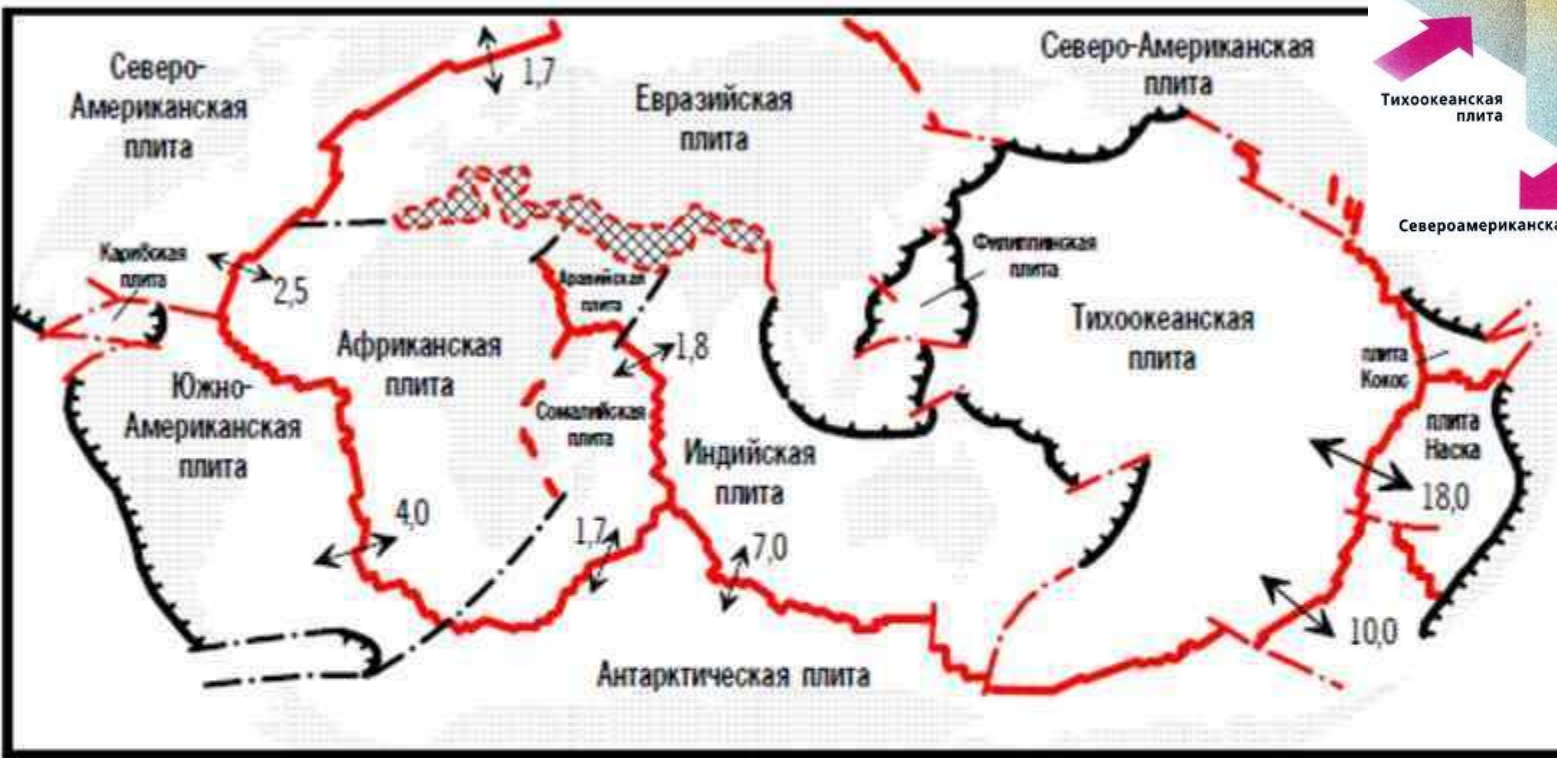 Северо-
Американская
плита
1,7
Евразийская
плита
Северо-Американская
плита
Тихоокеанская
плита
Североамериканска
Карибская
плита
2,5
Аравийская
плита
Филиппинская
плита
Африканская
плита
1,8
Тихоокеанская
плита
плита
Кокос
Южно-
Американская
плита
Сомалийская
плита
Индийская
плита
плита
Наска
18,0
4,0
1,7
7,0
10,0
Антарктическая плита